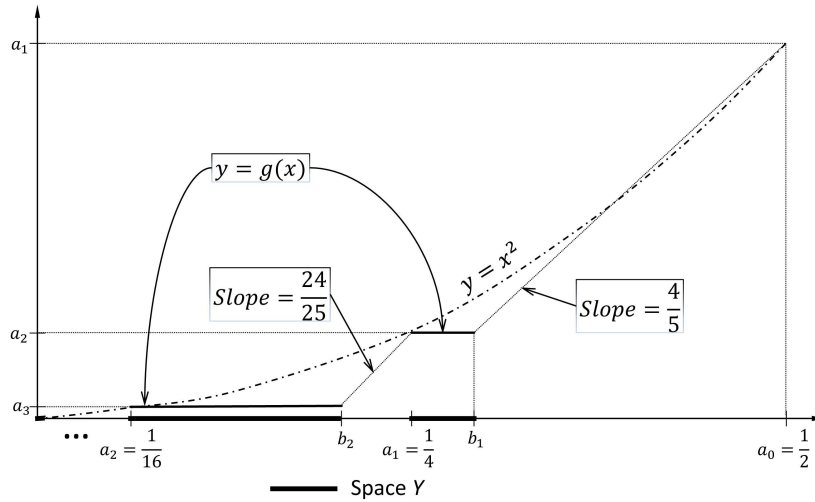 a₁
y = g(x)
y = x²
Slope = 24/25
Slope = 4/5
a₂
a₃
...
a₂ = 1/16
b₂
a₁ = 1/4
b₁
a₀ = 1/2
Space Y